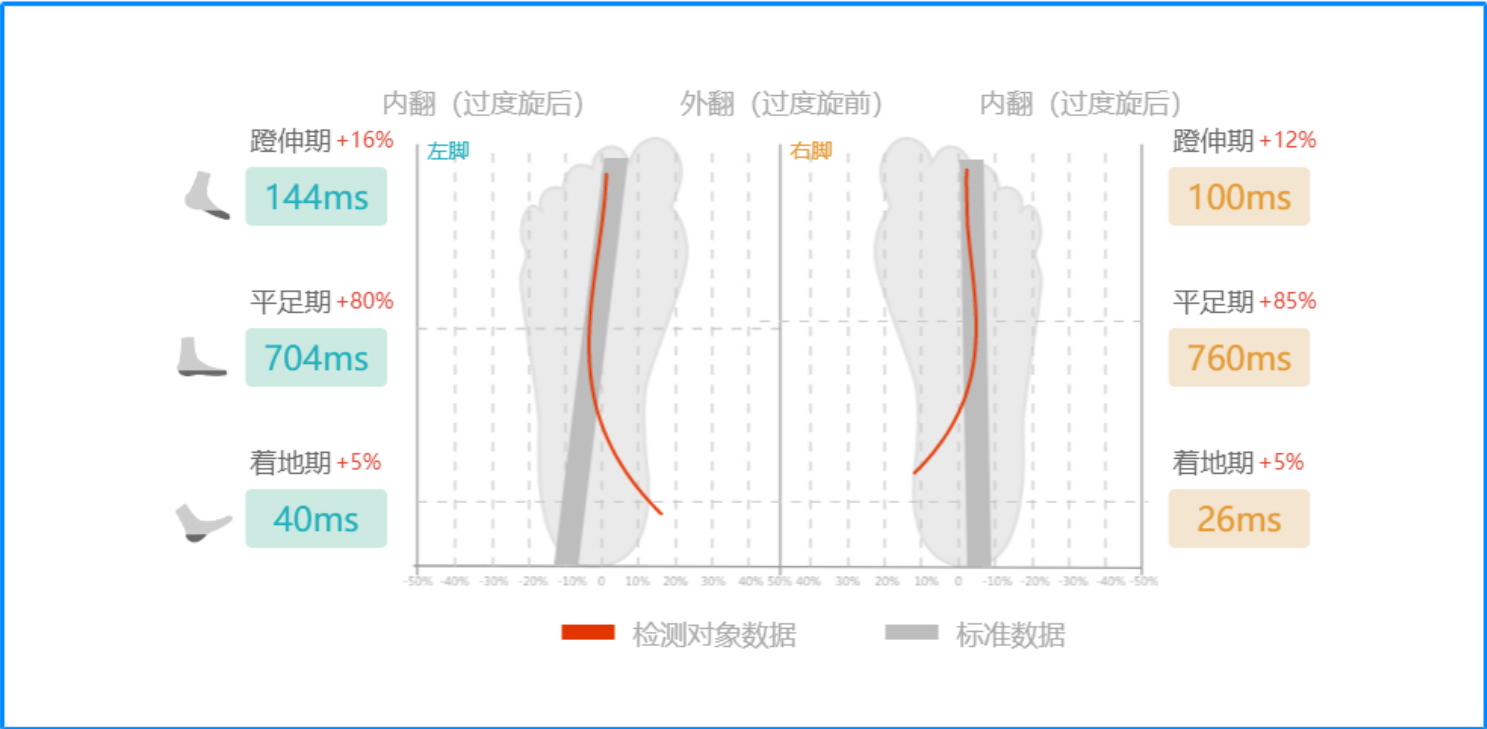 内翻（过度旋后） 外翻（过度旋前） 内翻（过度旋后）
蹬伸期 +16% 左脚 右脚 蹬伸期 +12%
144ms 100ms
平足期 +80% 平足期 +85%
704ms 760ms
着地期 +5% 着地期 +5%
40ms 26ms
-50% -40% -30% -20% -10% 0 10% 20% 30% 40% 50% 40% 30% 20% 10% 0 -10% -20% -30% -40% -50%
检测对象数据 标准数据